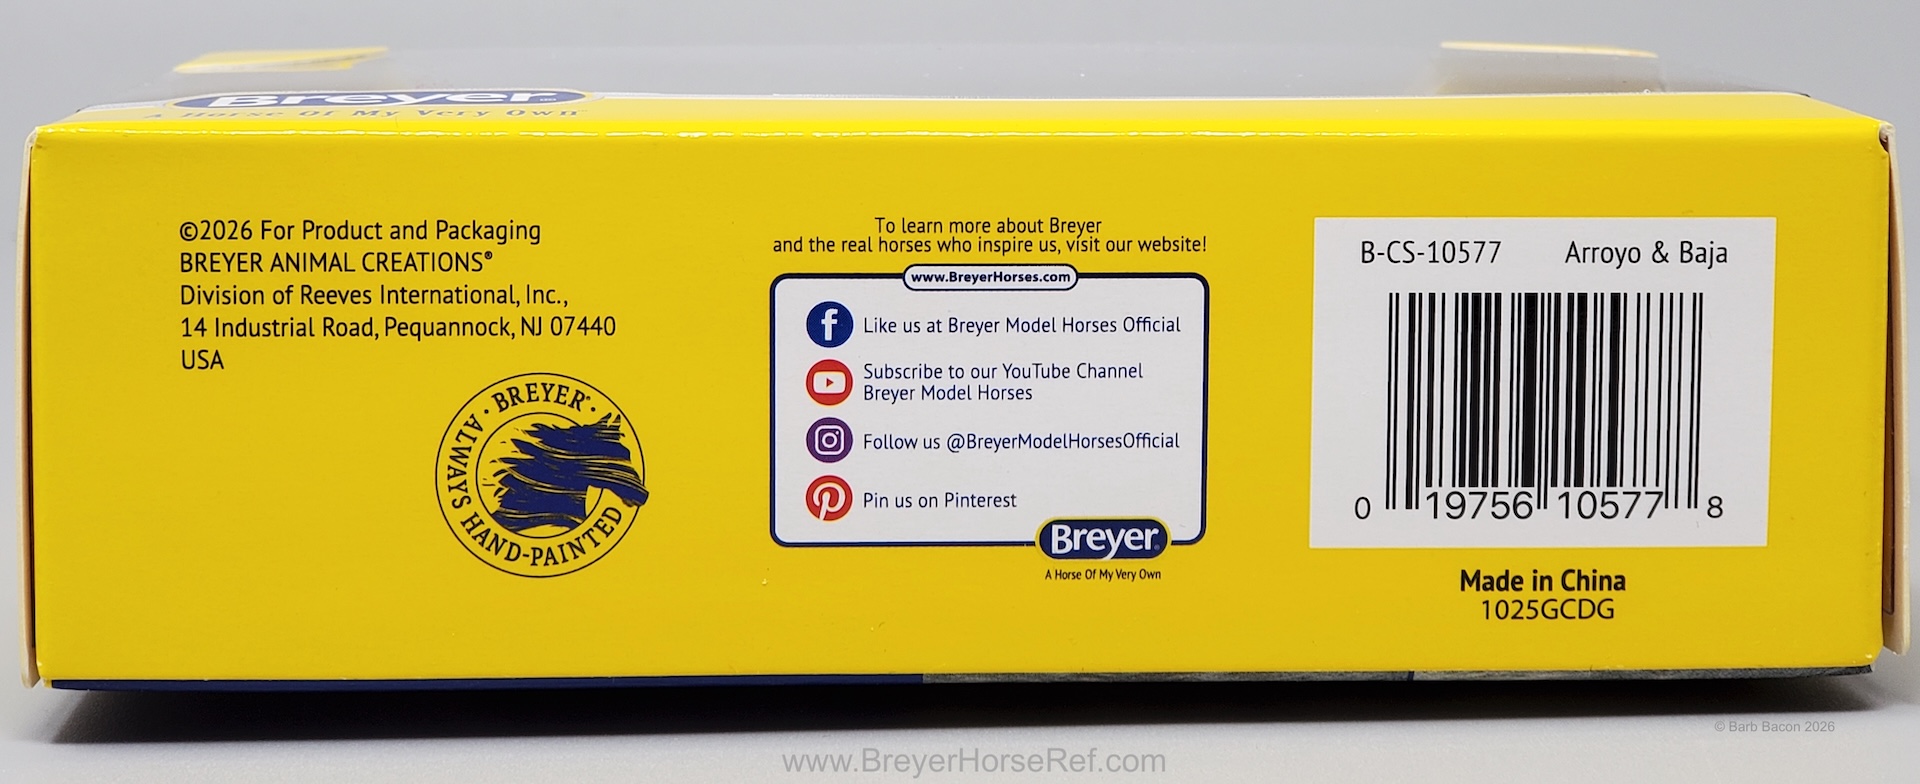 Breyer
A Horse Of My Very Own
©2026 For Product and Packaging
BREYER ANIMAL CREATIONS®
Division of Reeves International, Inc.,
14 Industrial Road, Pequannock, NJ 07440
USA
BREYER® · ALWAYS HAND-PAINTED ·
To learn more about Breyer
and the real horses who inspire us, visit our website!
www.BreyerHorses.com
Like us at Breyer Model Horses Official
Subscribe to our YouTube Channel
Breyer Model Horses
Follow us @BreyerModelHorsesOfficial
Pin us on Pinterest
Breyer®
A Horse Of My Very Own
B-CS-10577 Arroyo & Baja
0 19756 10577 8
Made in China
1025GCDG
© Barb Bacon 2026
www.BreyerHorseRef.com